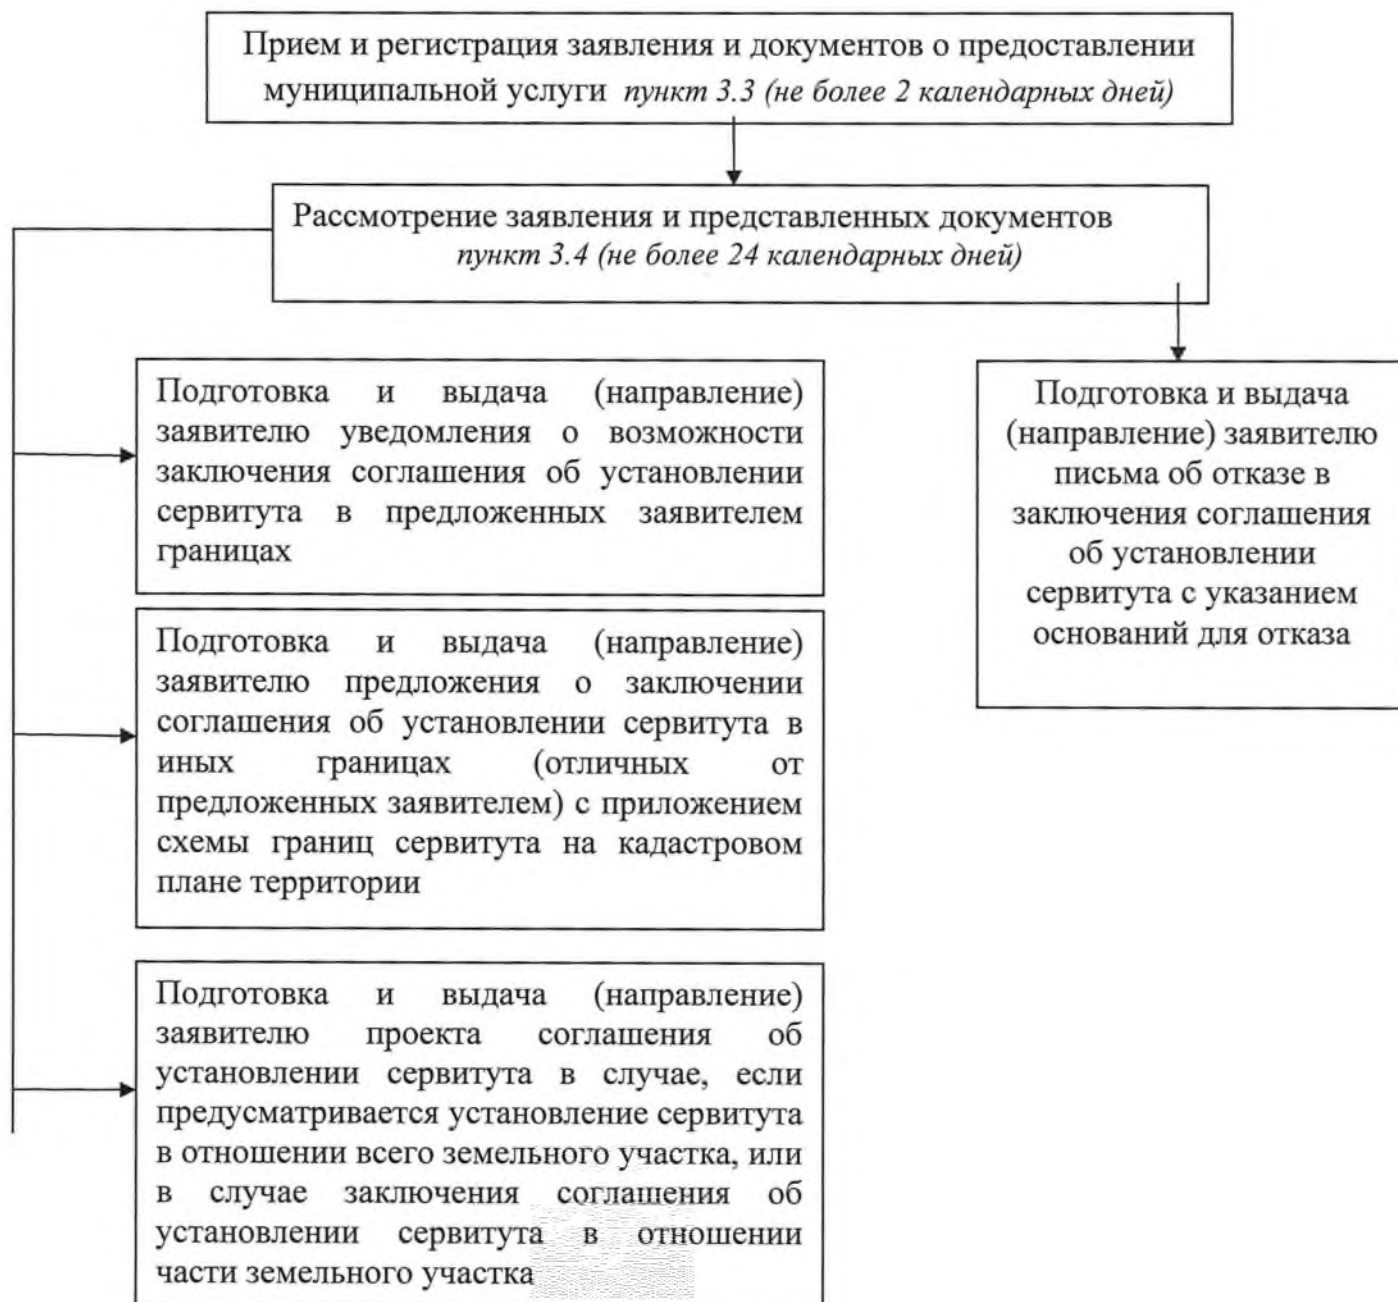 Прием и регистрация заявления и документов о предоставлении
муниципальной услуги пункт 3.3 (не более 2 календарных дней)
Рассмотрение заявления и представленных документов
пункт 3.4 (не более 24 календарных дней)
Подготовка и выдача (направление)
заявителю уведомления о возможности
заключения соглашения об установлении
сервитута в предложенных заявителем
границах
Подготовка и выдача
(направление) заявителю
письма об отказе в
заключения соглашения
об установлении
сервитута с указанием
оснований для отказа
Подготовка и выдача (направление)
заявителю предложения о заключении
соглашения об установлении сервитута в
иных границах (отличных от
предложенных заявителем) с приложением
схемы границ сервитута на кадастровом
плане территории
Подготовка и выдача (направление)
заявителю проекта соглашения об
установлении сервитута в случае, если
предусматривается установление сервитута
в отношении всего земельного участка, или
в случае заключения соглашения об
установлении сервитута в отношении
части земельного участка